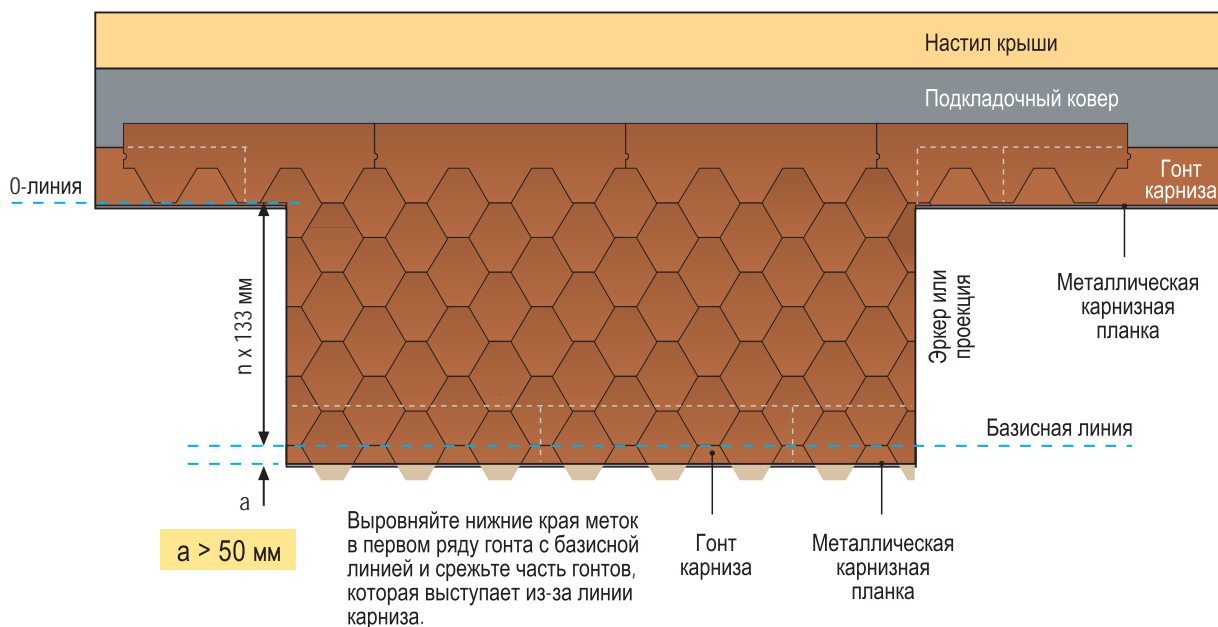 Настил крыши
Подкладочный ковер
0-линия
Гонт
карниза
n x 133 мм
Эркер или
проекция
Металлическая
карнизная
планка
Базисная линия
a
a > 50 мм
Выровняйте нижние края меток
в первом ряду гонта с базисной
линией и срежьте часть гонтов,
которая выступает из-за линии
карниза.
Гонт
карниза
Металлическая
карнизная
планка